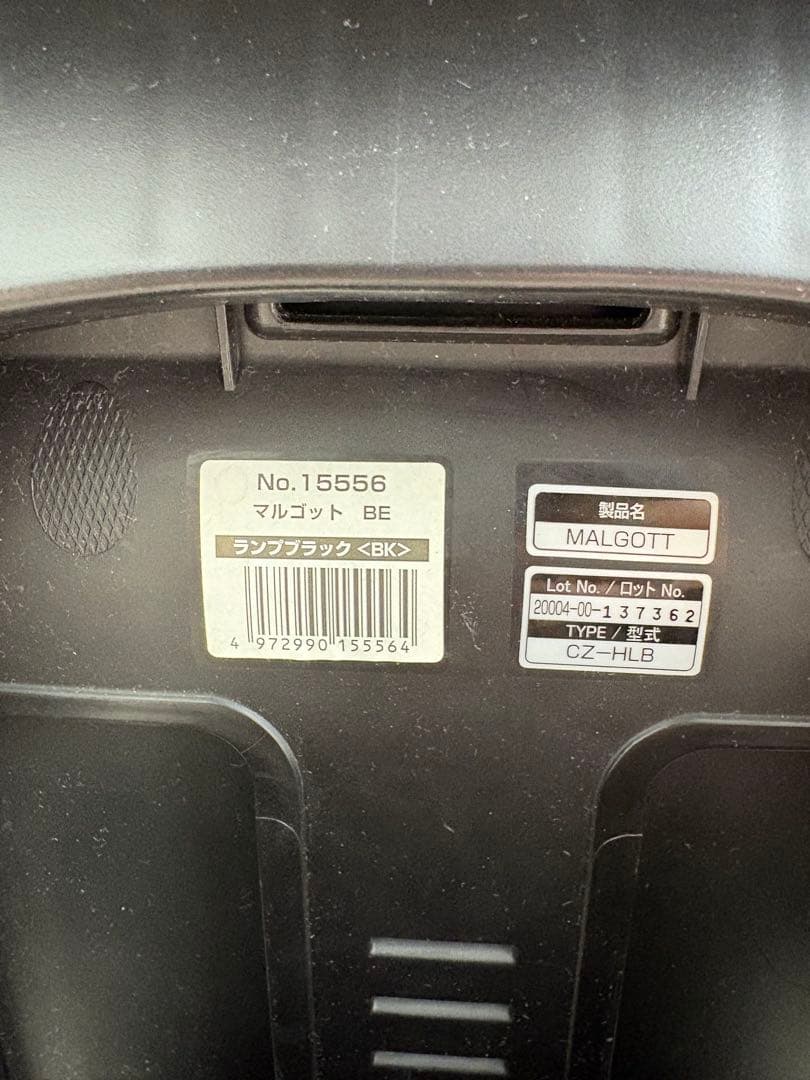 No.15556
マルゴット BE
ランプブラック<BK>
4 972990 155564
製品名
MALGOTT
Lot No. / ロット No.
20004-00-137362
TYPE / 型式
CZ-HLB